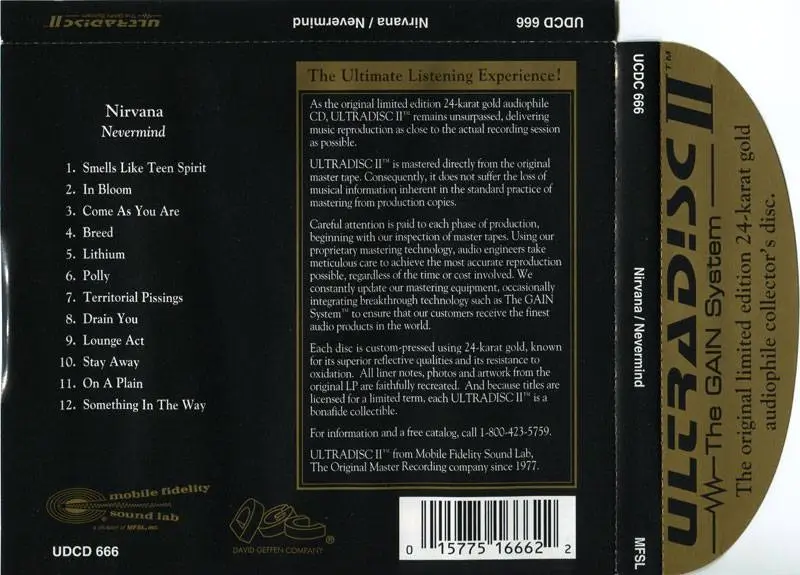 ULTRADISC II
Nirvana / Nevermind
UDCD 666
Nirvana
Nevermind
1. Smells Like Teen Spirit
2. In Bloom
3. Come As You Are
4. Breed
5. Lithium
6. Polly
7. Territorial Pissings
8. Drain You
9. Lounge Act
10. Stay Away
11. On A Plain
12. Something In The Way
mobile fidelity
sound lab
a division of MFSL, INC.
UDCD 666
The Ultimate Listening Experience!
As the original limited edition 24-karat gold audiophile
CD, ULTRADISC II™ remains unsurpassed, delivering
music reproduction as close to the actual recording session
as possible.
ULTRADISC II™ is mastered directly from the original
master tape. Consequently, it does not suffer the loss of
musical information inherent in the standard practice of
mastering from production copies.
Careful attention is paid to each phase of production,
beginning with our inspection of master tapes. Using our
proprietary mastering technology, audio engineers take
meticulous care to achieve the most accurate reproduction
possible, regardless of the time or cost involved. We
constantly update our mastering equipment, occasionally
integrating breakthrough technology such as The GAIN
System™ to ensure that our customers receive the finest
audio products in the world.
Each disc is custom-pressed using 24-karat gold, known
for its superior reflective qualities and its resistance to
oxidation. All liner notes, photos and artwork from the
original LP are faithfully recreated. And because titles are
licensed for a limited term, each ULTRADISC II™ is a
bonafide collectible.
For information and a free catalog, call 1-800-423-5759.
ULTRADISC II™ from Mobile Fidelity Sound Lab,
The Original Master Recording company since 1977.
DGC®
DAVID GEFFEN COMPANY
0 15775 16662 2
UCDC 666
Nirvana / Nevermind
MFSL
ULTRADISC II™
The GAIN System
The original limited edition 24-karat gold
audiophile collector's disc.